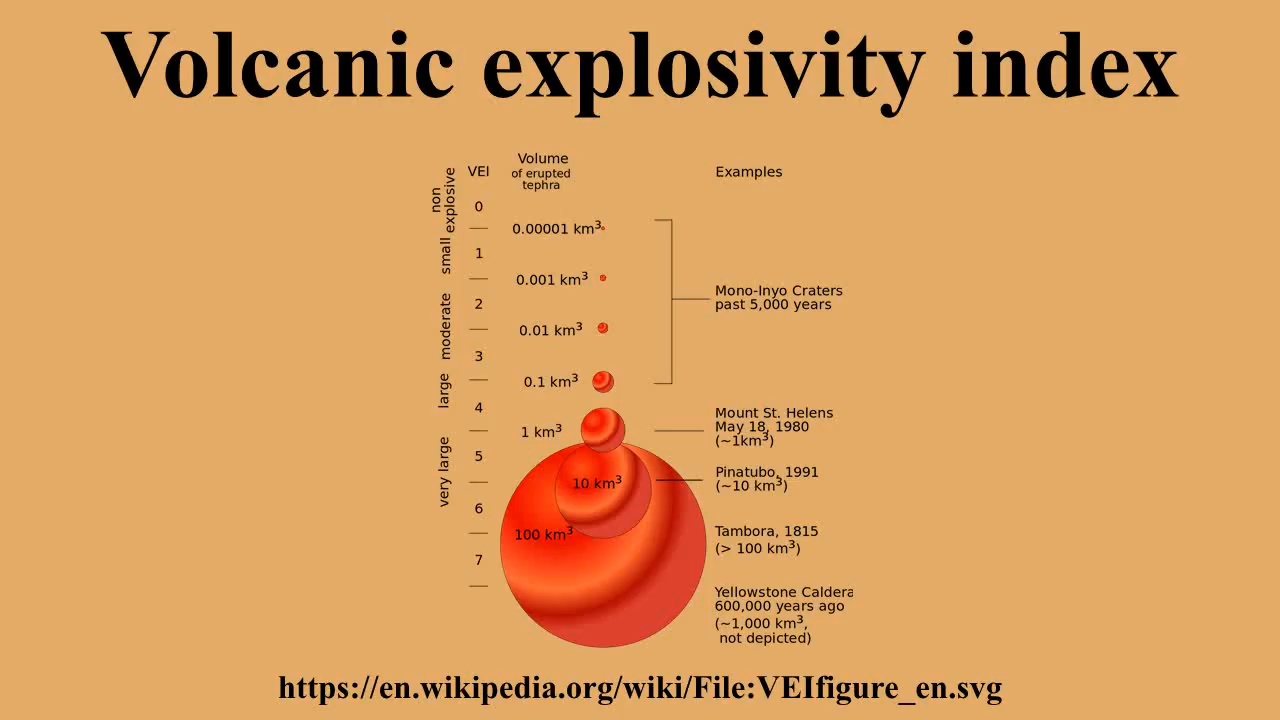 Volcanic explosivity index
VEI
Volume
of erupted
tephra
Examples
non
explosive
0
0.00001 km³
small
1
0.001 km³
2
Mono-Inyo Craters
past 5,000 years
moderate
0.01 km³
3
0.1 km³
large
4
Mount St. Helens
May 18, 1980
(~1km³)
1 km³
very large
5
Pinatubo, 1991
(~10 km³)
10 km³
6
100 km³
Tambora, 1815
(> 100 km³)
7
Yellowstone Caldera
600,000 years ago
(~1,000 km³,
not depicted)
https://en.wikipedia.org/wiki/File:VEIfigure_en.svg